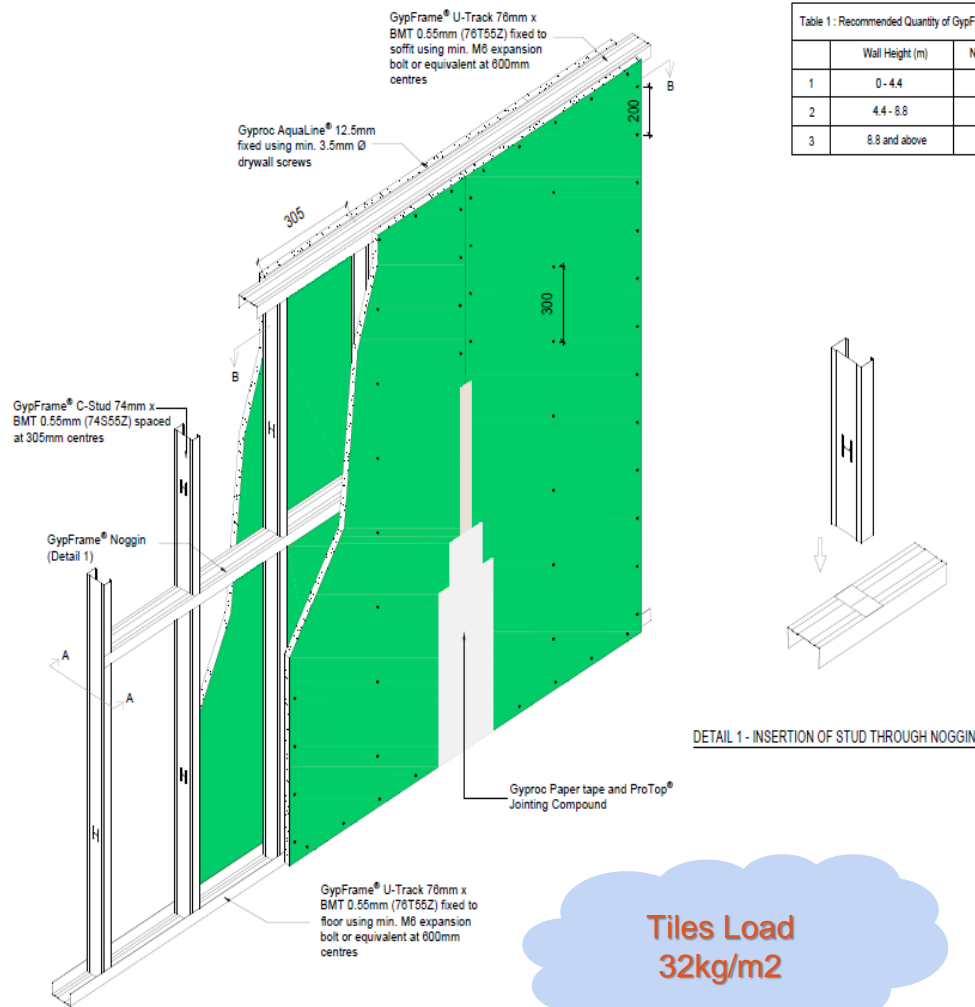 GypFrame® U-Track 76mm x
BMT 0.55mm (76T55Z) fixed to
soffit using min. M6 expansion
bolt or equivalent at 600mm
centres
Table 1 : Recommended Quantity of GypF
Wall Height (m) N
1 0 - 4.4
2 4.4 - 8.8
3 8.8 and above
B
200
Gyproc AquaLine® 12.5mm
fixed using min. 3.5mm Ø
drywall screws
305
300
B
GypFrame® C-Stud 74mm x
BMT 0.55mm (74S55Z) spaced
at 305mm centres
H
H
H
GypFrame® Noggin
(Detail 1)
A
A
H
H
DETAIL 1 - INSERTION OF STUD THROUGH NOGGIN
Gyproc Paper tape and ProTop®
Jointing Compound
GypFrame® U-Track 76mm x
BMT 0.55mm (76T55Z) fixed to
floor using min. M6 expansion
bolt or equivalent at 600mm
centres
Tiles Load
32kg/m2